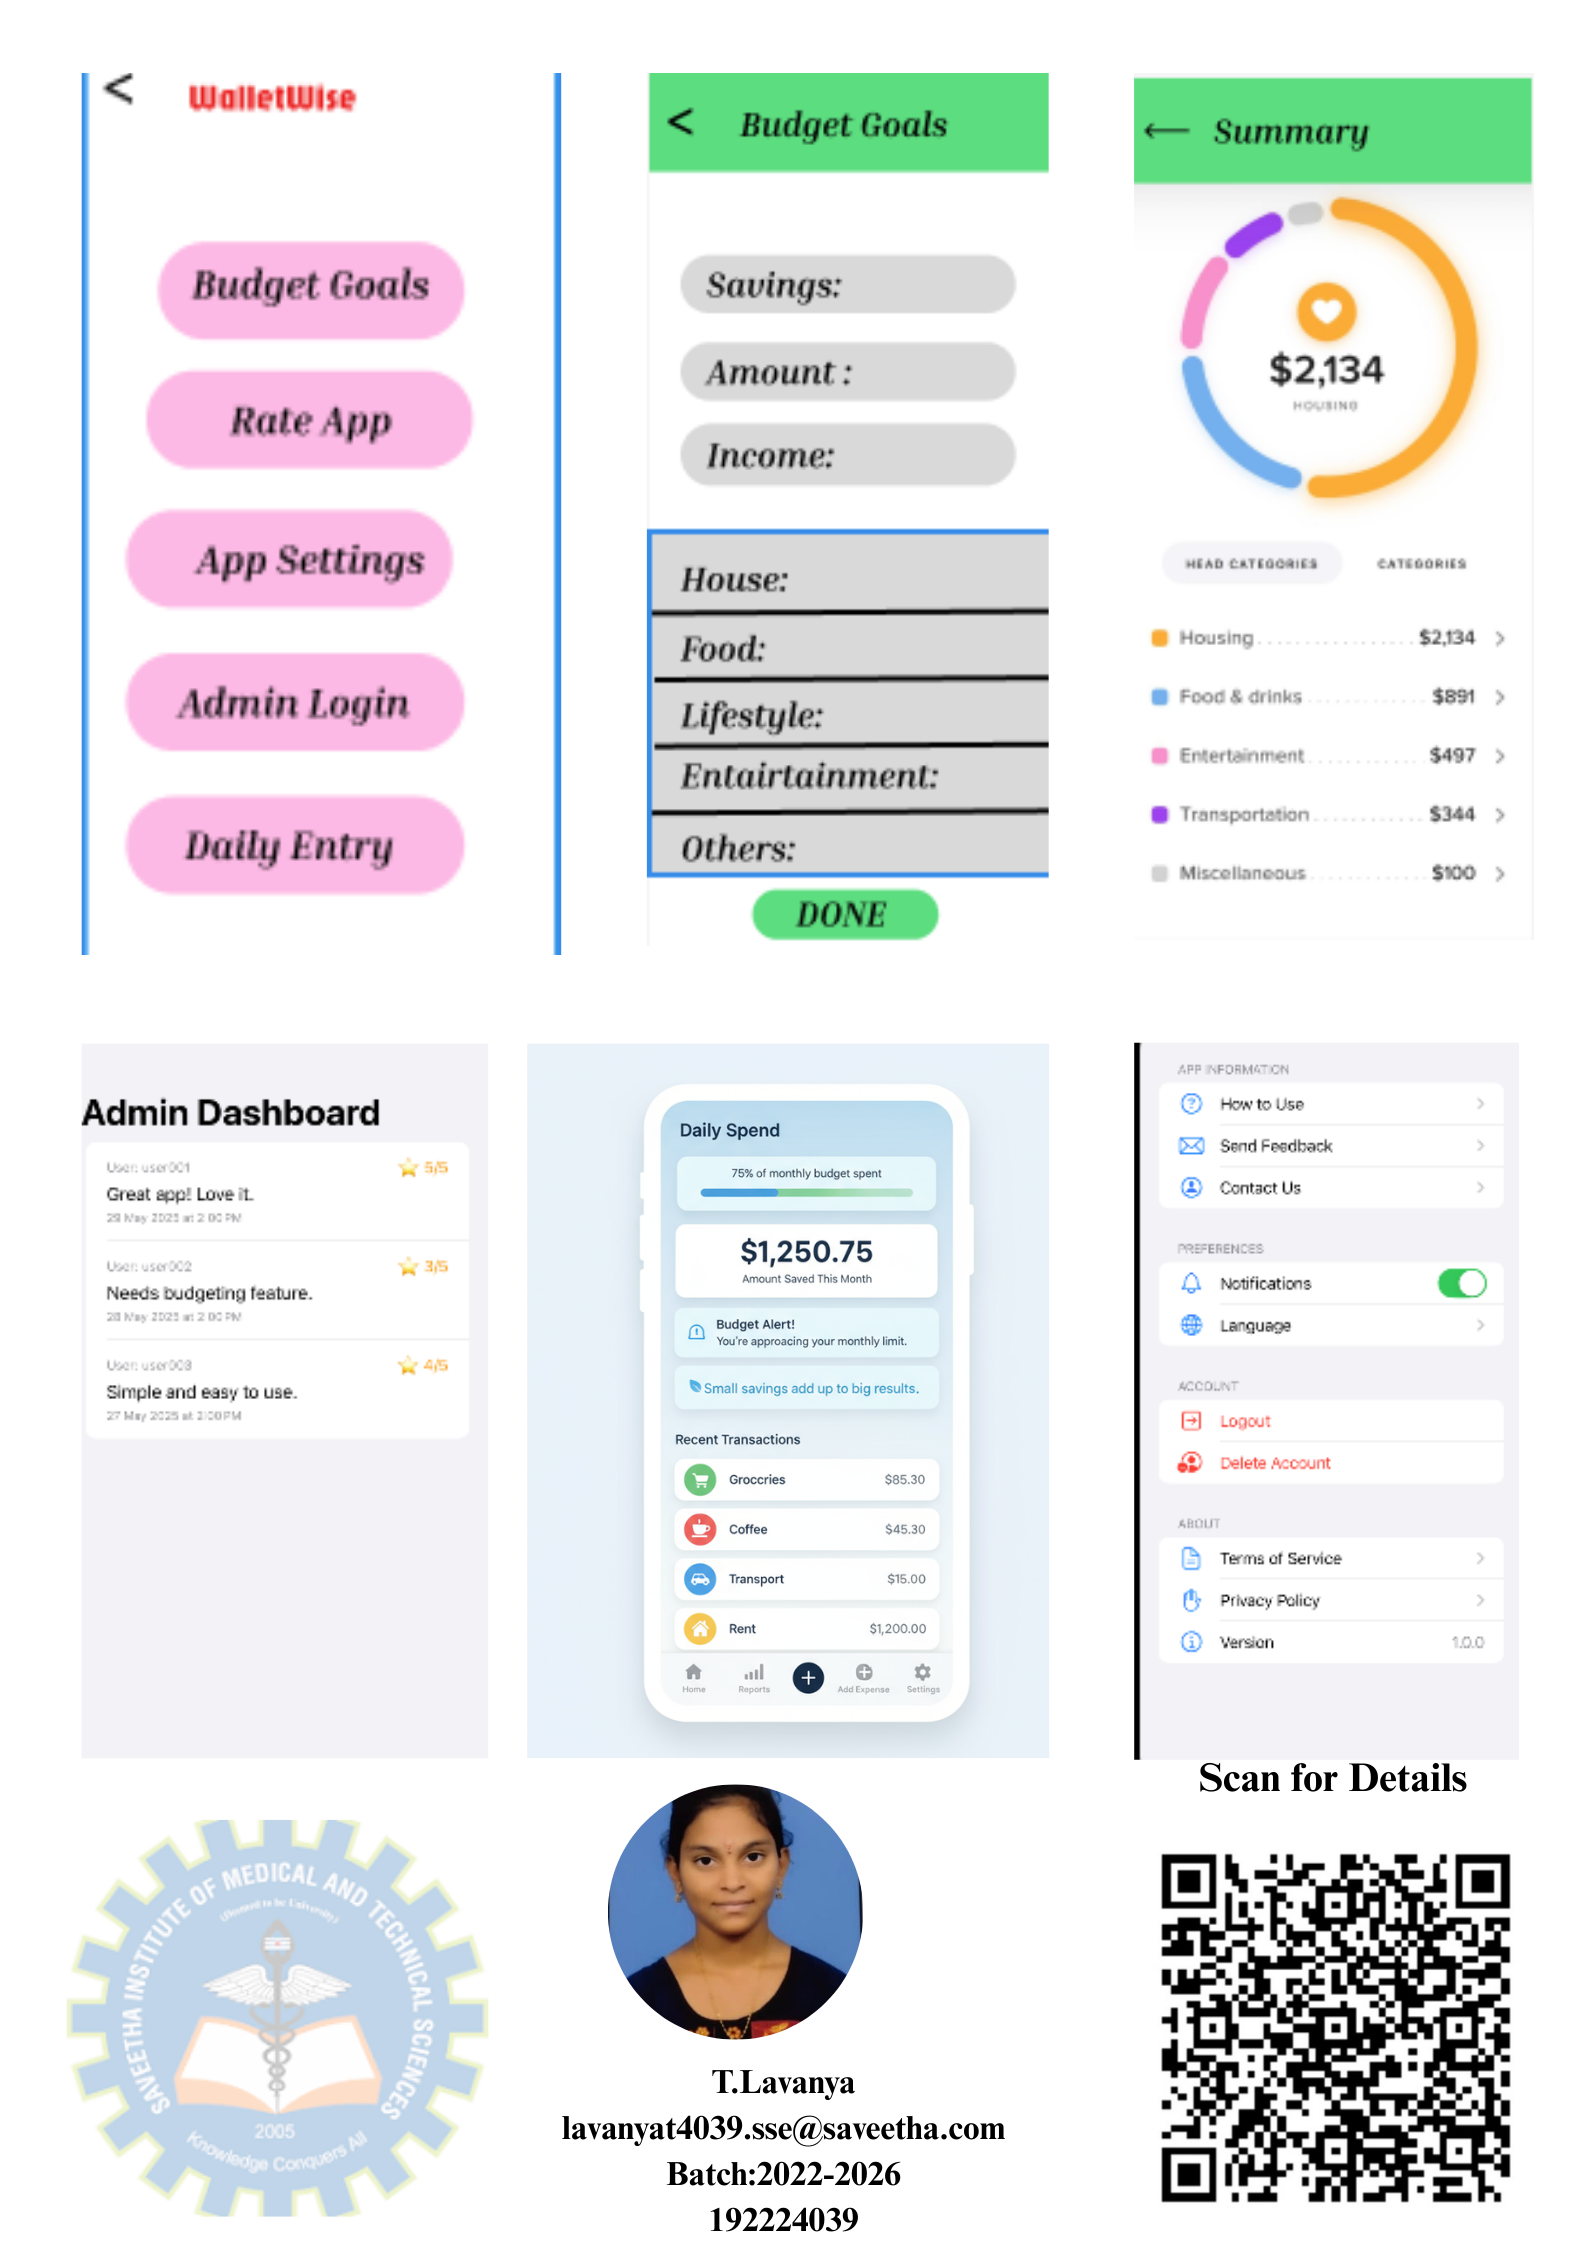 <
WalletWise
Budget Goals
Rate App
App Settings
Admin Login
Daily Entry
< Budget Goals
Savings:
Amount :
Income:
House:
Food:
Lifestyle:
Entairtainment:
Others:
DONE
← Summary
$2,134
HOUSING
HEAD CATEGORIES CATEGORIES
Housing $2,134 >
Food & drinks $891 >
Entertainment $497 >
Transportation $344 >
Miscellaneous $100 >
Admin Dashboard
User: user001 5/5
Great app! Love it.
29 May 2025 at 2:00 PM
User: user002 3/5
Needs budgeting feature.
28 May 2025 at 2:00 PM
User: user003 4/5
Simple and easy to use.
27 May 2025 at 2:00 PM
Daily Spend
75% of monthly budget spent
$1,250.75
Amount Saved This Month
Budget Alert!
You're approacing your monthly limit.
Small savings add up to big results.
Recent Transactions
Groccries $85.30
Coffee $45.30
Transport $15.00
Rent $1,200.00
Home Reports + Add Expense Settings
APP INFORMATION
How to Use >
Send Feedback >
Contact Us >
PREFERENCES
Notifications
Language >
ACCOUNT
Logout
Delete Account
ABOUT
Terms of Service >
Privacy Policy >
Version 1.0.0
Scan for Details
SAVEETHA INSTITUTE OF MEDICAL AND TECHNICAL SCIENCES
(Deemed to be University)
2005
Knowledge Conquers All
T.Lavanya
lavanyat4039.sse@saveetha.com
Batch:2022-2026
192224039